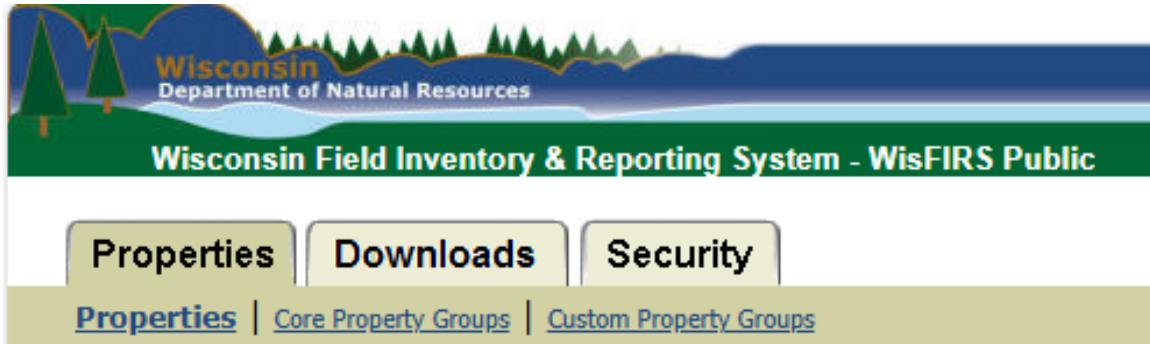 Wisconsin
Department of Natural Resources
Wisconsin Field Inventory & Reporting System - WisFIRS Public
Properties Downloads Security
Properties | Core Property Groups | Custom Property Groups